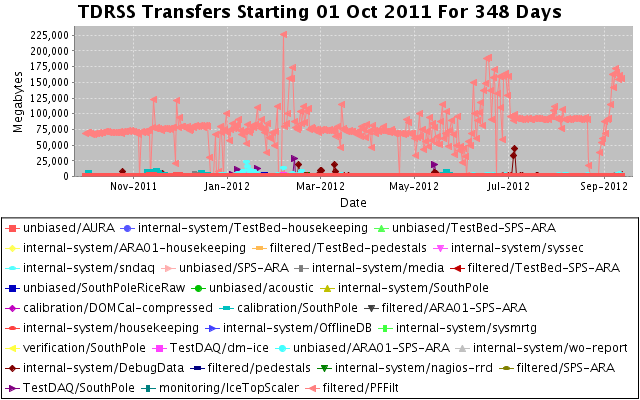 TDRSS Transfers Starting 01 Oct 2011 For 348 Days
225,000
200,000
175,000
150,000
125,000
100,000
75,000
50,000
25,000
0
Megabytes
Nov-2011 Jan-2012 Mar-2012 May-2012 Jul-2012 Sep-2012
Date
unbiased/AURA internal-system/TestBed-housekeeping unbiased/TestBed-SPS-ARA
internal-system/ARA01-housekeeping filtered/TestBed-pedestals internal-system/syssec
internal-system/sndaq unbiased/SPS-ARA internal-system/media filtered/TestBed-SPS-ARA
unbiased/SouthPoleRiceRaw unbiased/acoustic internal-system/SouthPole
calibration/DOMCal-compressed calibration/SouthPole filtered/ARA01-SPS-ARA
internal-system/housekeeping internal-system/OfflineDB internal-system/sysmrtg
verification/SouthPole TestDAQ/dm-ice unbiased/ARA01-SPS-ARA internal-system/wo-report
internal-system/DebugData filtered/pedestals internal-system/nagios-rrd filtered/SPS-ARA
TestDAQ/SouthPole monitoring/IceTopScaler filtered/PFFilt